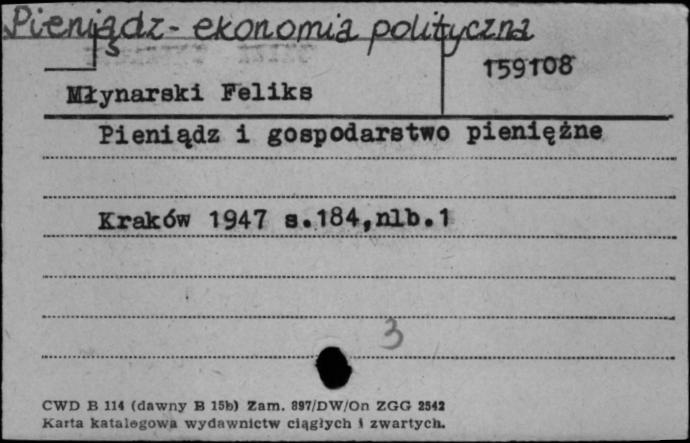 Pieniądz - ekonomia polityczna
159108
Młynarski Feliks
Pieniądz i gospodarstwo pieniężne
Kraków 1947 s.184,nlb.1
3
CWD B 114 (dawny B 15b) Zam. 897/DW/On ZGG 2542
Karta katalogowa wydawnictw ciągłych i zwartych.